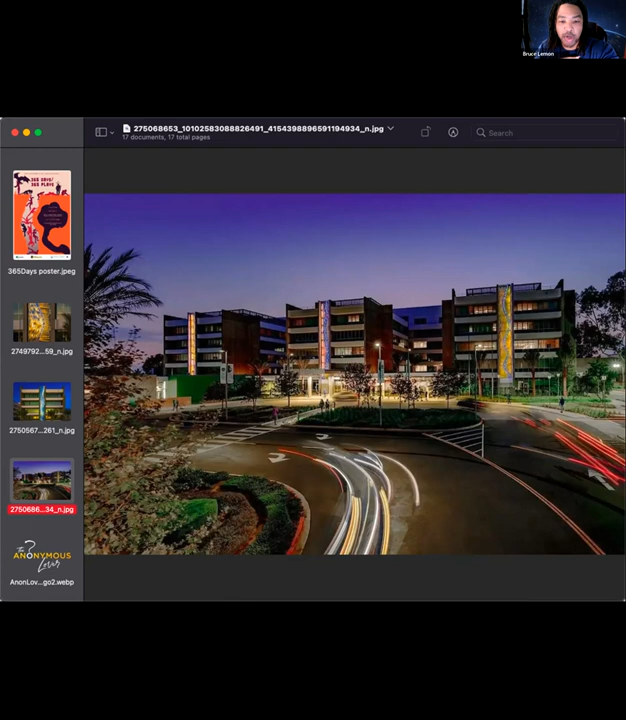 Bruce Lemon
275068653_10102583088826491_4154398896591194934_n.jpg
17 documents, 17 total pages
Search
365 DAYS/
365 PLAYS
365Days poster.jpeg
2749792...59_n.jpg
2750567...261_n.jpg
2750686...34_n.jpg
the
ANONYMOUS
Lover
AnonLov...go2.webp